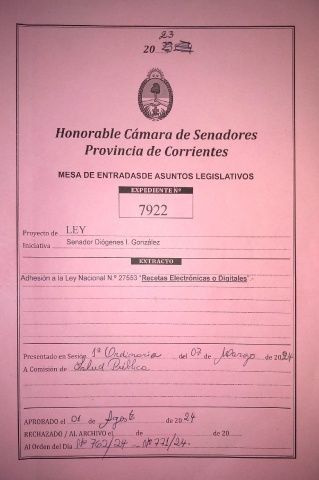 23
20
Honorable Cámara de Senadores
Provincia de Corrientes
MESA DE ENTRADASDE ASUNTOS LEGISLATIVOS
EXPEDIENTE Nº
7922
Proyecto de LEY
Iniciativa Senador Diógenes I. González
EXTRACTO
Adhesión a la Ley Nacional N.º 27553 "Recetas Electrónicas o Digitales".-
Presentado en Sesión 1ª Ordinaria del 07 de Marzo de 2024
A Comisión de Salud Pública
APROBADO el 01 de Agosto de 2024
RECHAZADO / AL ARCHIVO el de de 20
Al Orden del Día Nº 762/24 - Nº 771/24.